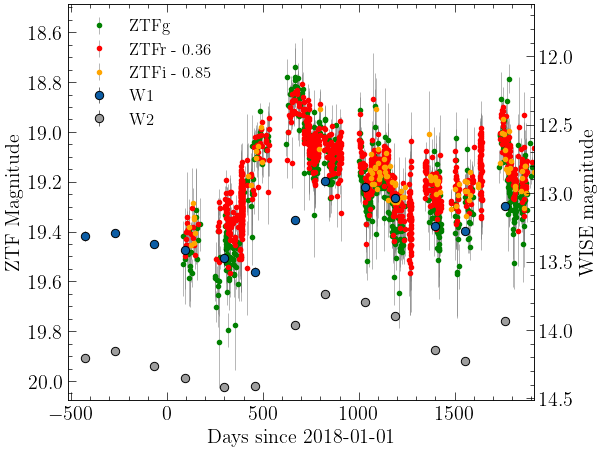 ZTFg
ZTFr - 0.36
ZTFi - 0.85
W1
W2
ZTF Magnitude
18.6
18.8
19.0
19.2
19.4
19.6
19.8
20.0
WISE magnitude
12.0
12.5
13.0
13.5
14.0
14.5
−500
0
500
1000
1500
Days since 2018-01-01